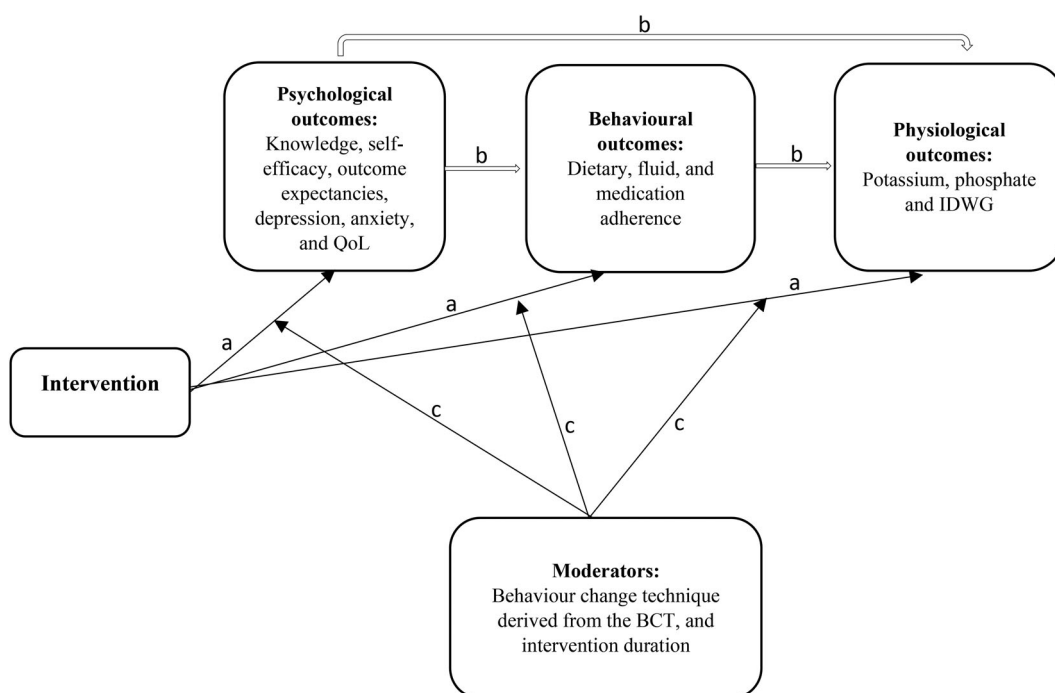 b
Psychological
outcomes:
Knowledge, self-
efficacy, outcome
expectancies,
depression, anxiety,
and QoL
b
Behavioural
outcomes:
Dietary, fluid, and
medication
adherence
b
Physiological
outcomes:
Potassium, phosphate
and IDWG
a
a
a
Intervention
c
c
c
Moderators:
Behaviour change technique
derived from the BCT, and
intervention duration